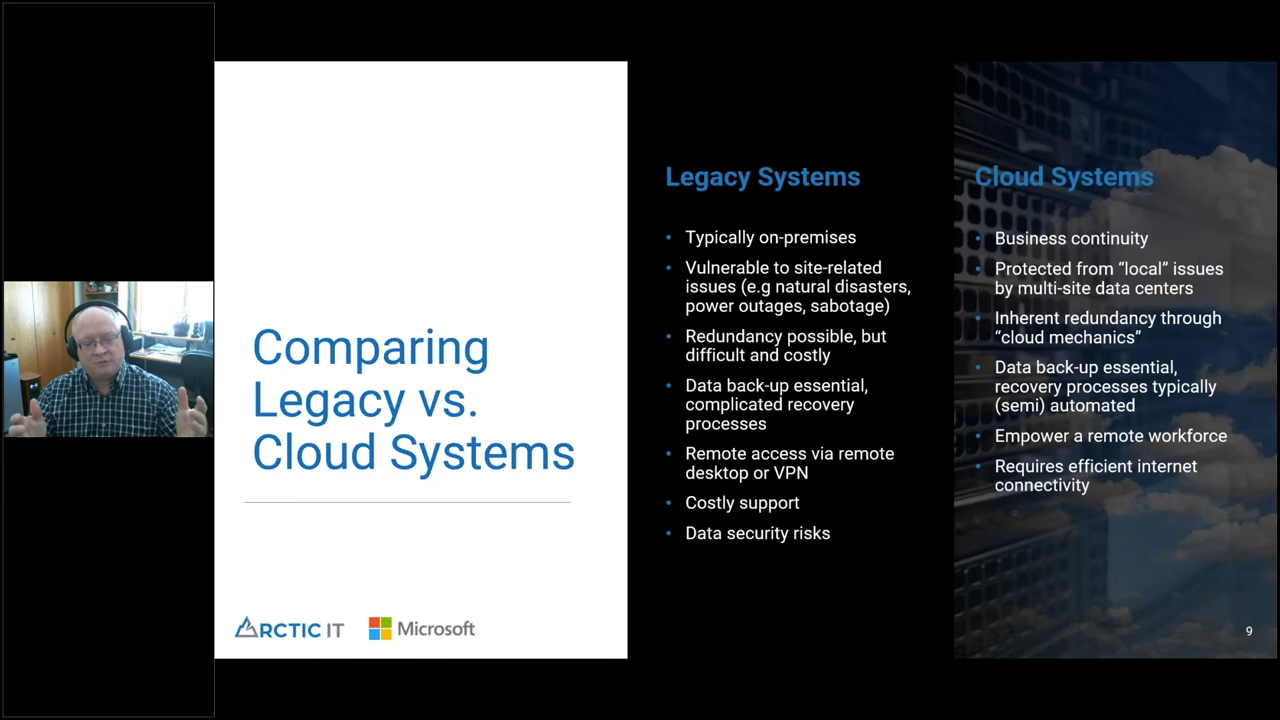 Comparing
Legacy vs.
Cloud Systems
ARCTIC IT
Microsoft
Legacy Systems
Typically on-premises
Vulnerable to site-related
issues (e.g natural disasters,
power outages, sabotage)
Redundancy possible, but
difficult and costly
Data back-up essential,
complicated recovery
processes
Remote access via remote
desktop or VPN
Costly support
Data security risks
Cloud Systems
Business continuity
Protected from “local” issues
by multi-site data centers
Inherent redundancy through
“cloud mechanics”
Data back-up essential,
recovery processes typically
(semi) automated
Empower a remote workforce
Requires efficient internet
connectivity
9